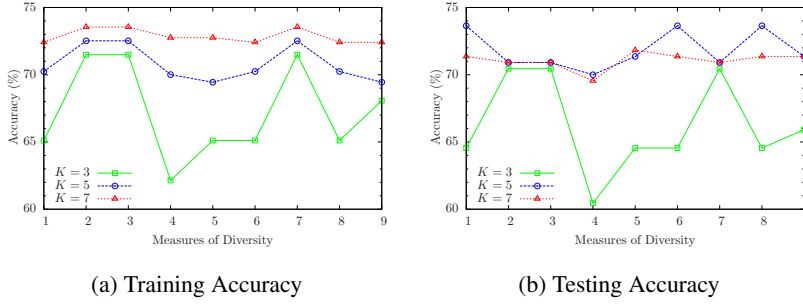 75
70
65
60
Accuracy (%)
K = 3
K = 5
K = 7
1 2 3 4 5 6 7 8 9
Measures of Diversity
(a) Training Accuracy
75
70
65
60
Accuracy (%)
K = 3
K = 5
K = 7
1 2 3 4 5 6 7 8
Measures of Diversity
(b) Testing Accuracy